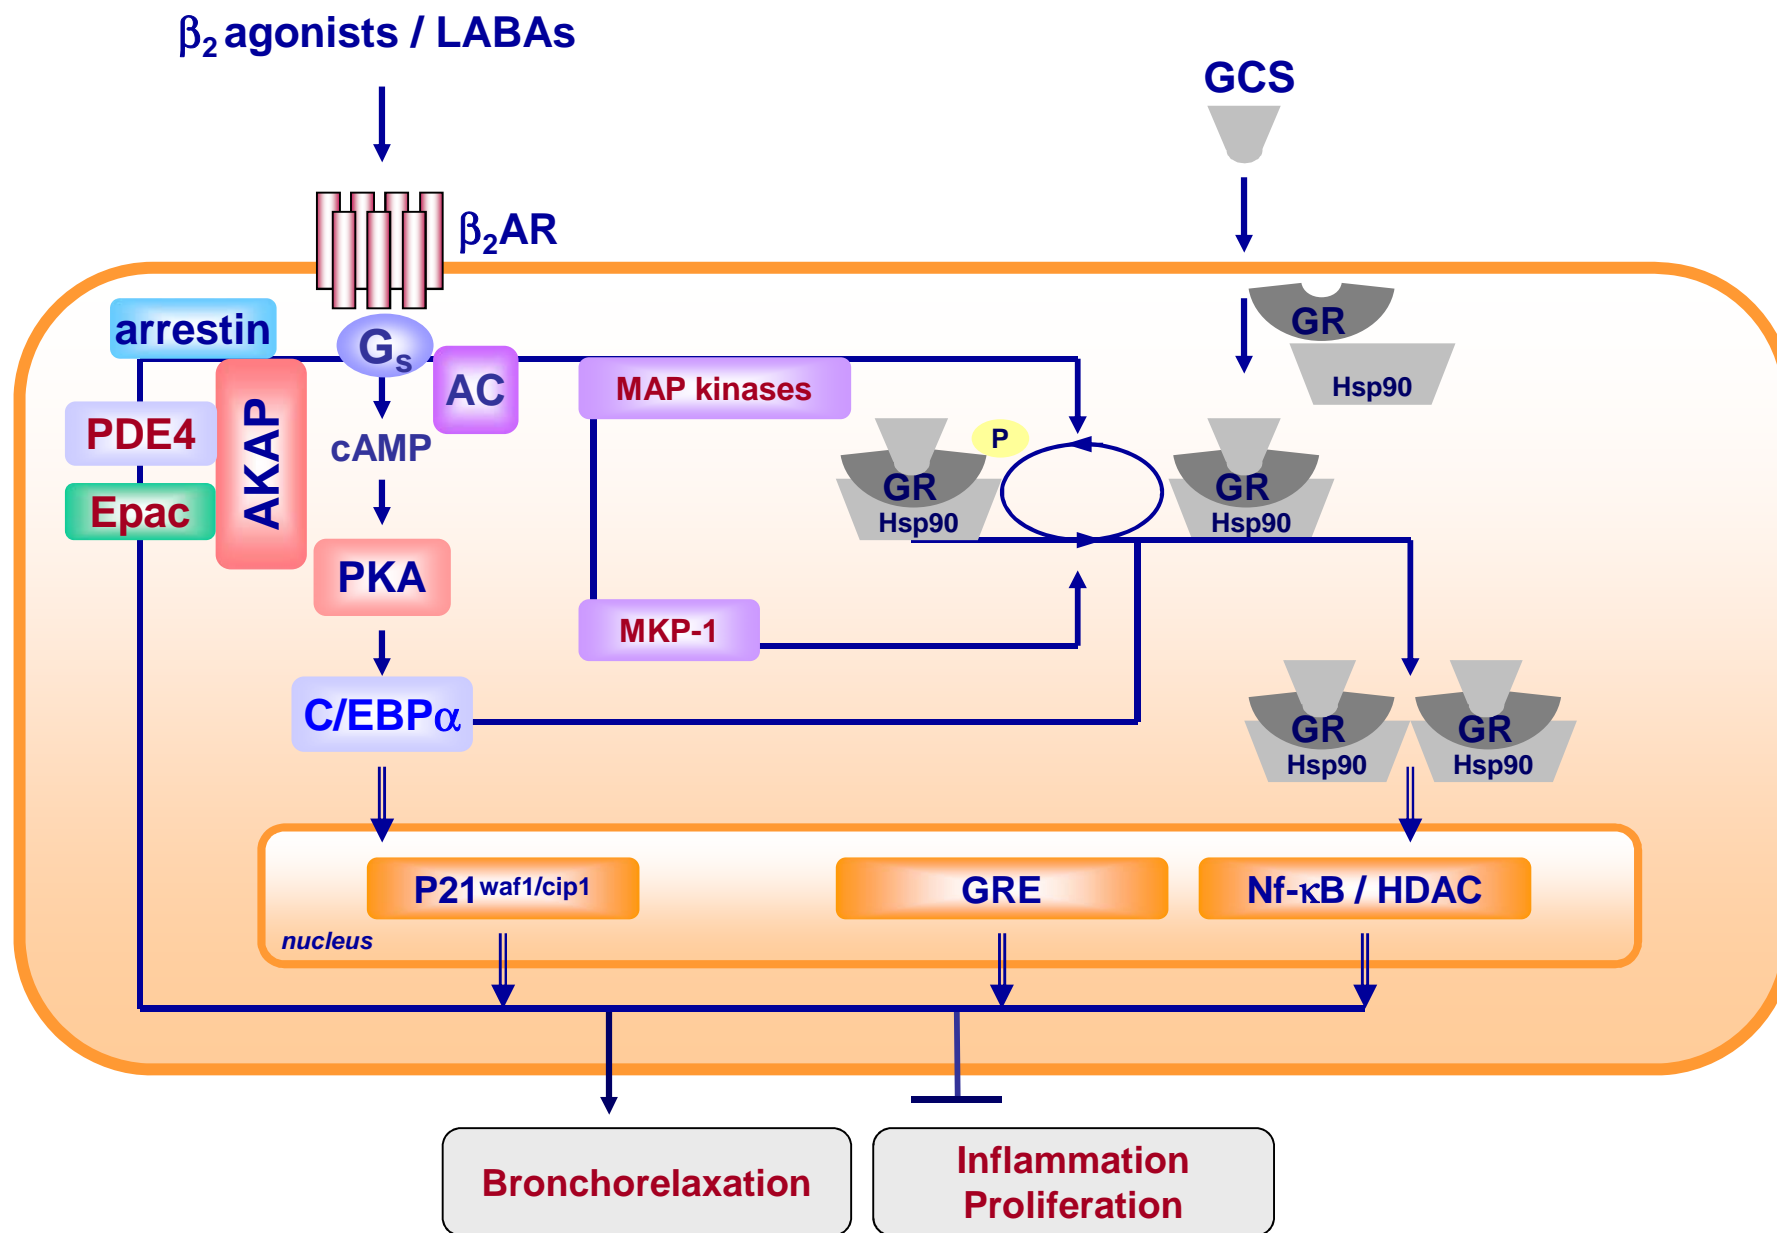 β2 agonists / LABAs
GCS
β2AR
arrestin
Gs
AC
GR
Hsp90
MAP kinases
PDE4
AKAP
cAMP
P
Epac
GR
Hsp90
GR
Hsp90
PKA
MKP-1
C/EBPα
GR
Hsp90
GR
Hsp90
P21waf1/cip1
GRE
Nf-κB / HDAC
nucleus
Bronchorelaxation
Inflammation
Proliferation